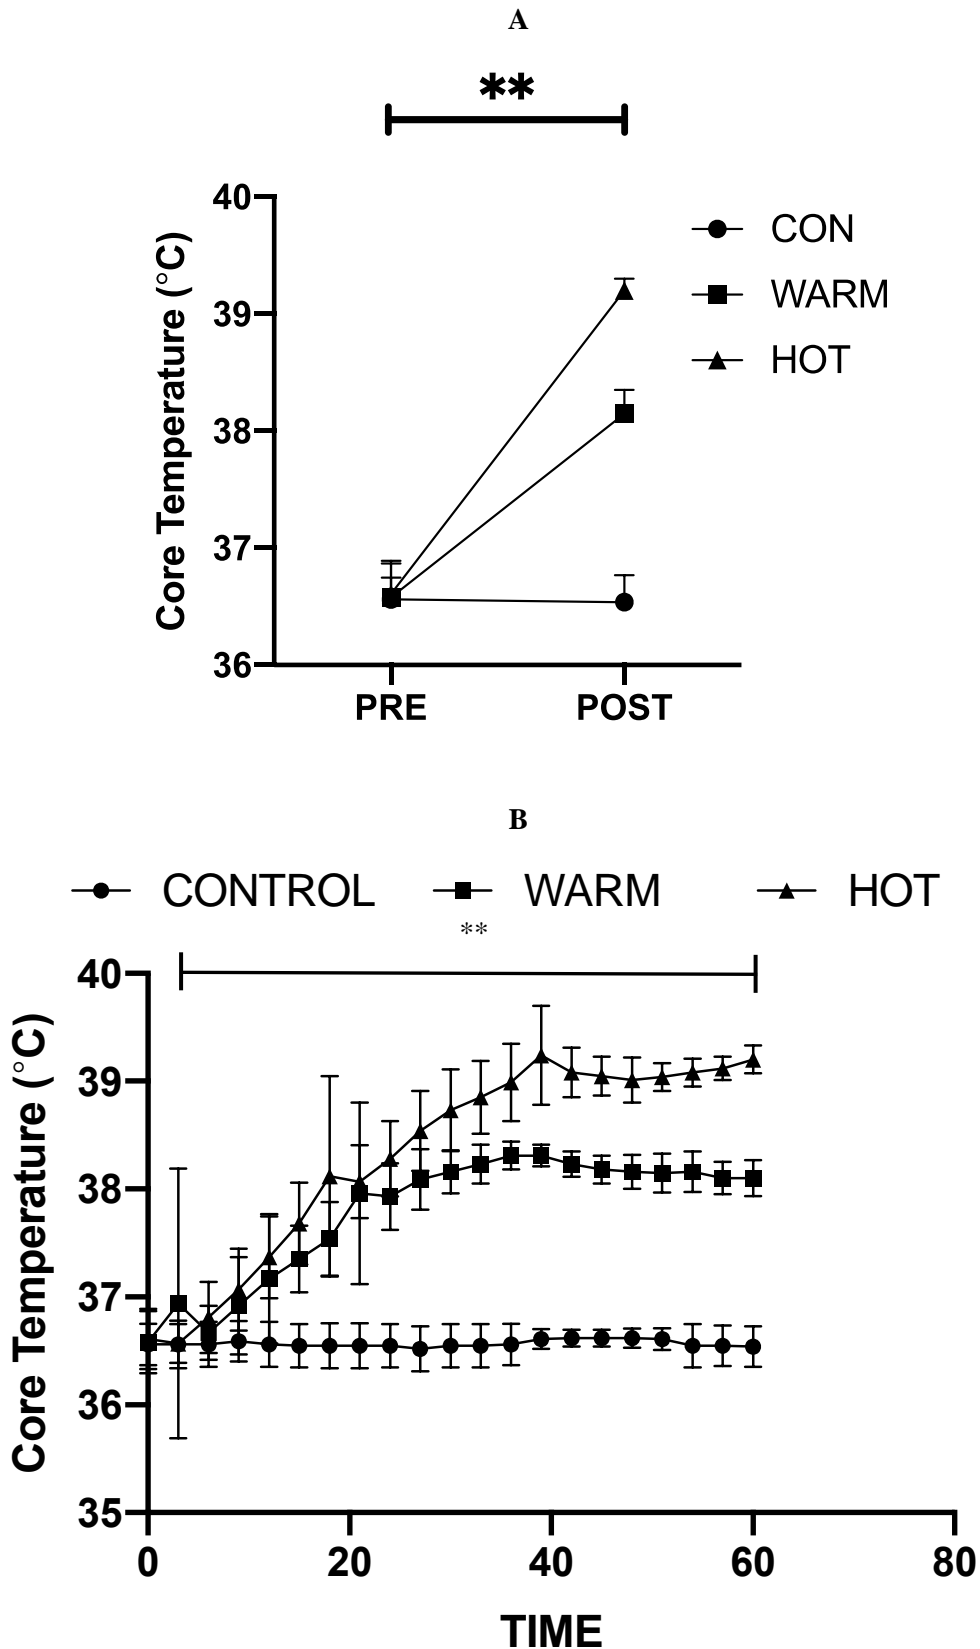 A
**
40
39
38
37
36
Core Temperature (°C)
PRE POST
CON
WARM
HOT
B
CONTROL WARM HOT
**
40
39
38
37
36
35
Core Temperature (°C)
0 20 40 60 80
TIME